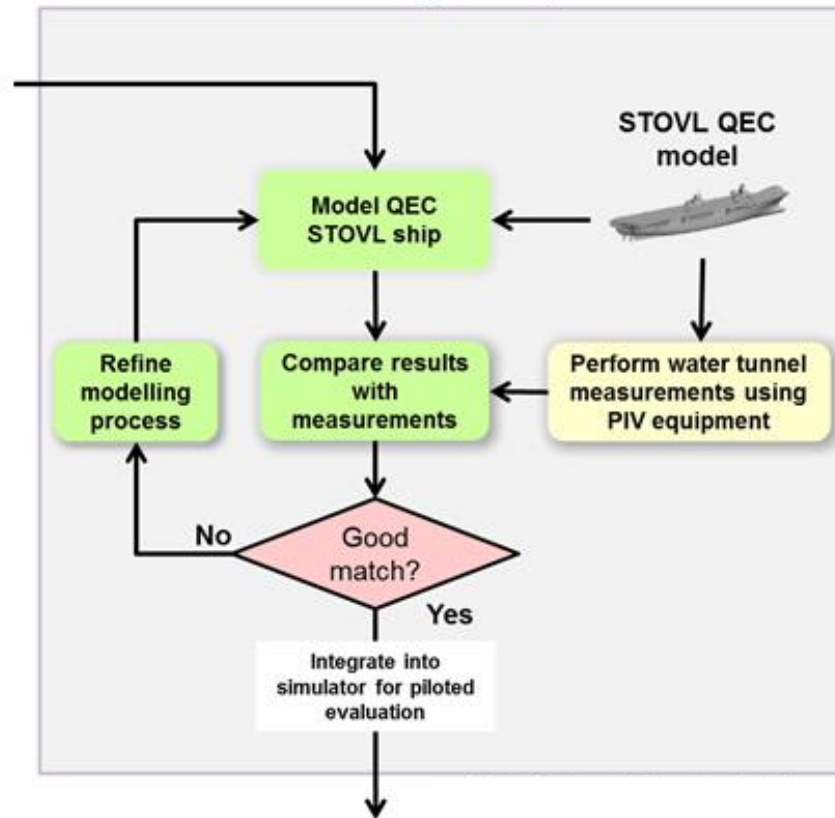 STOVL QEC
model
Model QEC
STOVL ship
Refine
modelling
process
Compare results
with
measurements
Perform water tunnel
measurements using
PIV equipment
No
Good
match?
Yes
Integrate into
simulator for piloted
evaluation